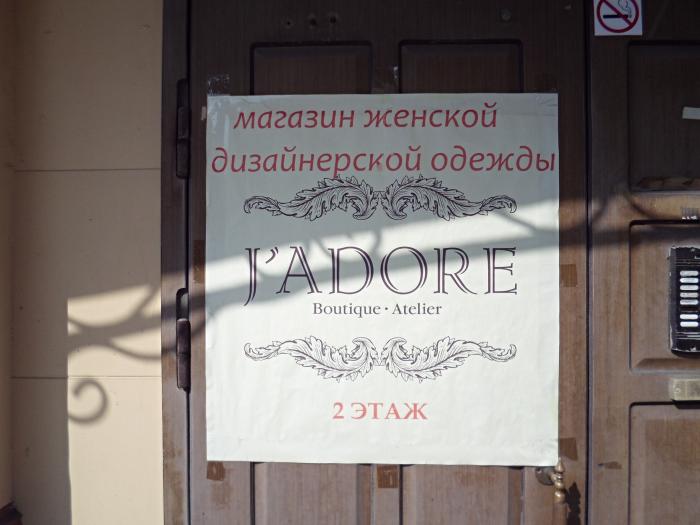 магазин женской
дизайнерской одежды
J'ADORE
Boutique · Atelier
2 ЭТАЖ